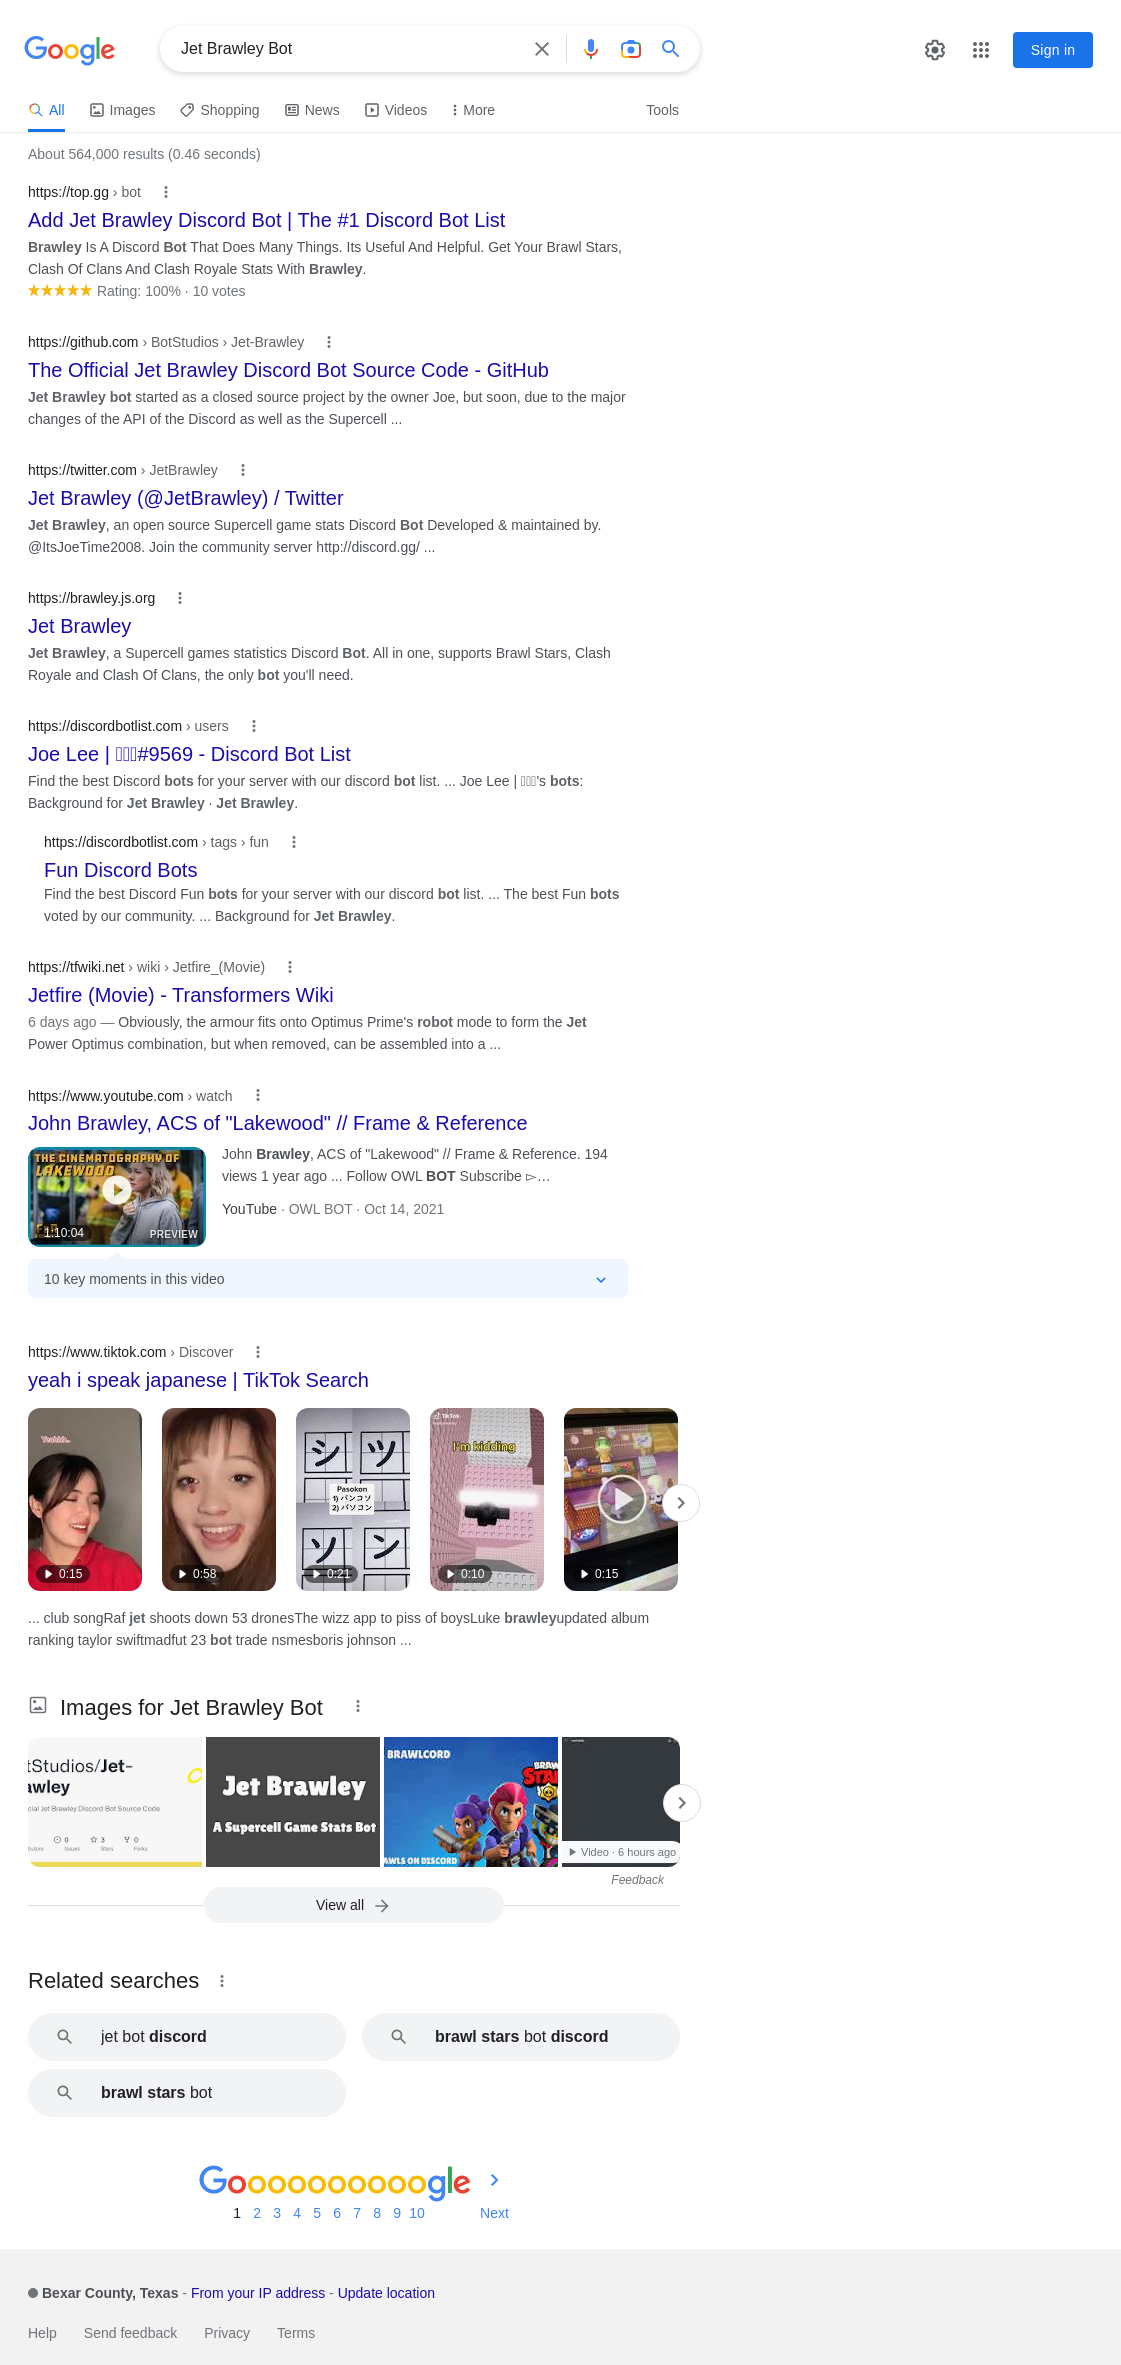 Google
Jet Brawley Bot
Sign in
All Images Shopping News Videos More Tools
About 564,000 results (0.46 seconds)
https://top.gg › bot
Add Jet Brawley Discord Bot | The #1 Discord Bot List
Brawley Is A Discord Bot That Does Many Things. Its Useful And Helpful. Get Your Brawl Stars,
Clash Of Clans And Clash Royale Stats With Brawley.
Rating: 100% · 10 votes
https://github.com › BotStudios › Jet-Brawley
The Official Jet Brawley Discord Bot Source Code - GitHub
Jet Brawley bot started as a closed source project by the owner Joe, but soon, due to the major
changes of the API of the Discord as well as the Supercell ...
https://twitter.com › JetBrawley
Jet Brawley (@JetBrawley) / Twitter
Jet Brawley, an open source Supercell game stats Discord Bot Developed & maintained by.
@ItsJoeTime2008. Join the community server http://discord.gg/ ...
https://brawley.js.org
Jet Brawley
Jet Brawley, a Supercell games statistics Discord Bot. All in one, supports Brawl Stars, Clash
Royale and Clash Of Clans, the only bot you'll need.
https://discordbotlist.com › users
Joe Lee | #9569 - Discord Bot List
Find the best Discord bots for your server with our discord bot list. ... Joe Lee | 's bots:
Background for Jet Brawley · Jet Brawley.
https://discordbotlist.com › tags › fun
Fun Discord Bots
Find the best Discord Fun bots for your server with our discord bot list. ... The best Fun bots
voted by our community. ... Background for Jet Brawley.
https://tfwiki.net › wiki › Jetfire_(Movie)
Jetfire (Movie) - Transformers Wiki
6 days ago — Obviously, the armour fits onto Optimus Prime's robot mode to form the Jet
Power Optimus combination, but when removed, can be assembled into a ...
https://www.youtube.com › watch
John Brawley, ACS of "Lakewood" // Frame & Reference
THE CINEMATOGRAPHY OF
LAKEWOOD
1:10:04
PREVIEW
John Brawley, ACS of "Lakewood" // Frame & Reference. 194
views 1 year ago ... Follow OWL BOT Subscribe ▻…
YouTube · OWL BOT · Oct 14, 2021
10 key moments in this video
https://www.tiktok.com › Discover
yeah i speak japanese | TikTok Search
Yeahhh..
0:15
0:58
シ ツ
Pasokon
1) パンコソ
2) パソコン
ソ ン
0:21
TikTok
I'm kidding
0:10
0:15
... club songRaf jet shoots down 53 dronesThe wizz app to piss of boysLuke brawleyupdated album
ranking taylor swiftmadfut 23 bot trade nsmesboris johnson ...
Images for Jet Brawley Bot
tStudios/Jet-
awley
cial Jet Brawley Discord Bot Source Code
0 3 0
butors Issues Stars Forks
Jet Brawley
A Supercell Game Stats Bot
BRAWLCORD
BRAWL
STARS
AWLS ON DISCORD
Video · 6 hours ago
Feedback
View all
Related searches
jet bot discord
brawl stars bot discord
brawl stars bot
Goooooooooogle
1 2 3 4 5 6 7 8 9 10 Next
Bexar County, Texas - From your IP address - Update location
Help Send feedback Privacy Terms